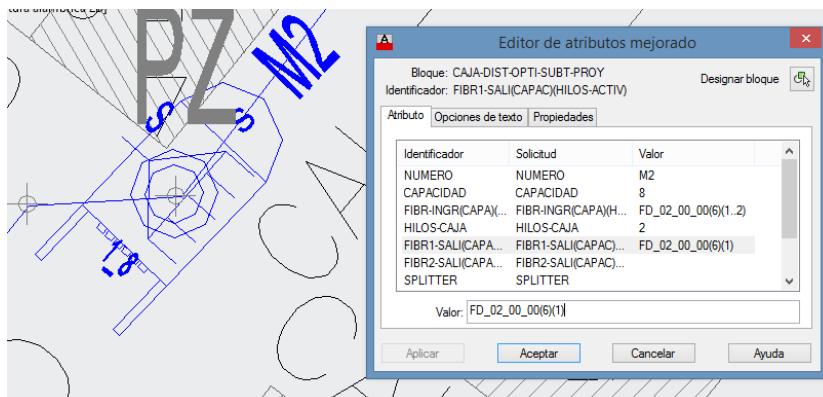 PZ
M2
S
S
1_8
Editor de atributos mejorado
Bloque: CAJA-DIST-OPTI-SUBT-PROY
Identificador: FIBR1-SALI(CAPAC)(HILOS-ACTIV)
Designar bloque
Atributo Opciones de texto Propiedades
Identificador Solicitud Valor
NUMERO NUMERO M2
CAPACIDAD CAPACIDAD 8
FIBR-INGR(CAPA)(... FIBR-INGR(CAPA)(H... FD_02_00_00(6)(1..2)
HILOS-CAJA HILOS-CAJA 2
FIBR1-SALI(CAPA... FIBR1-SALI(CAPAC)... FD_02_00_00(6)(1)
FIBR2-SALI(CAPA... FIBR2-SALI(CAPAC)...
SPLITTER SPLITTER
Valor: FD_02_00_00(6)(1)
Aplicar Aceptar Cancelar Ayuda